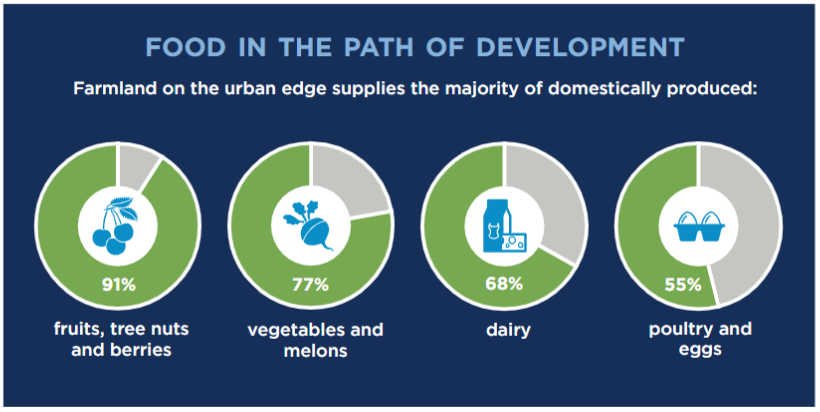 FOOD IN THE PATH OF DEVELOPMENT
Farmland on the urban edge supplies the majority of domestically produced:
91%
fruits, tree nuts
and berries
77%
vegetables and
melons
68%
dairy
55%
poultry and
eggs